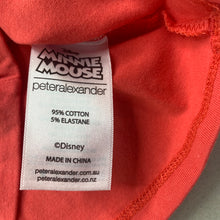 MINNIE
MOUSE
peteralexander
95% COTTON
5% ELASTANE
©Disney
MADE IN CHINA
peteralexander.com.au
peteralexander.co.nz